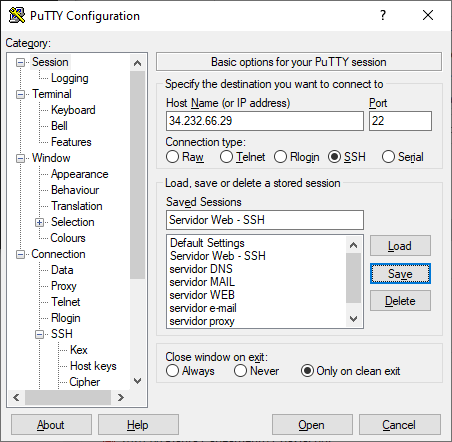 PuTTY Configuration
?
Category:
Session
Logging
Terminal
Keyboard
Bell
Features
Window
Appearance
Behaviour
Translation
Selection
Colours
Connection
Data
Proxy
Telnet
Rlogin
SSH
Kex
Host keys
Cipher
Basic options for your PuTTY session
Specify the destination you want to connect to
Host Name (or IP address) Port
34.232.66.29 22
Connection type:
Raw Telnet Rlogin SSH Serial
Load, save or delete a stored session
Saved Sessions
Servidor Web - SSH
Default Settings
Servidor Web - SSH
servidor DNS
servidor MAIL
servidor WEB
servidor e-mail
servidor proxy
Load
Save
Delete
Close window on exit:
Always Never Only on clean exit
About Help Open Cancel